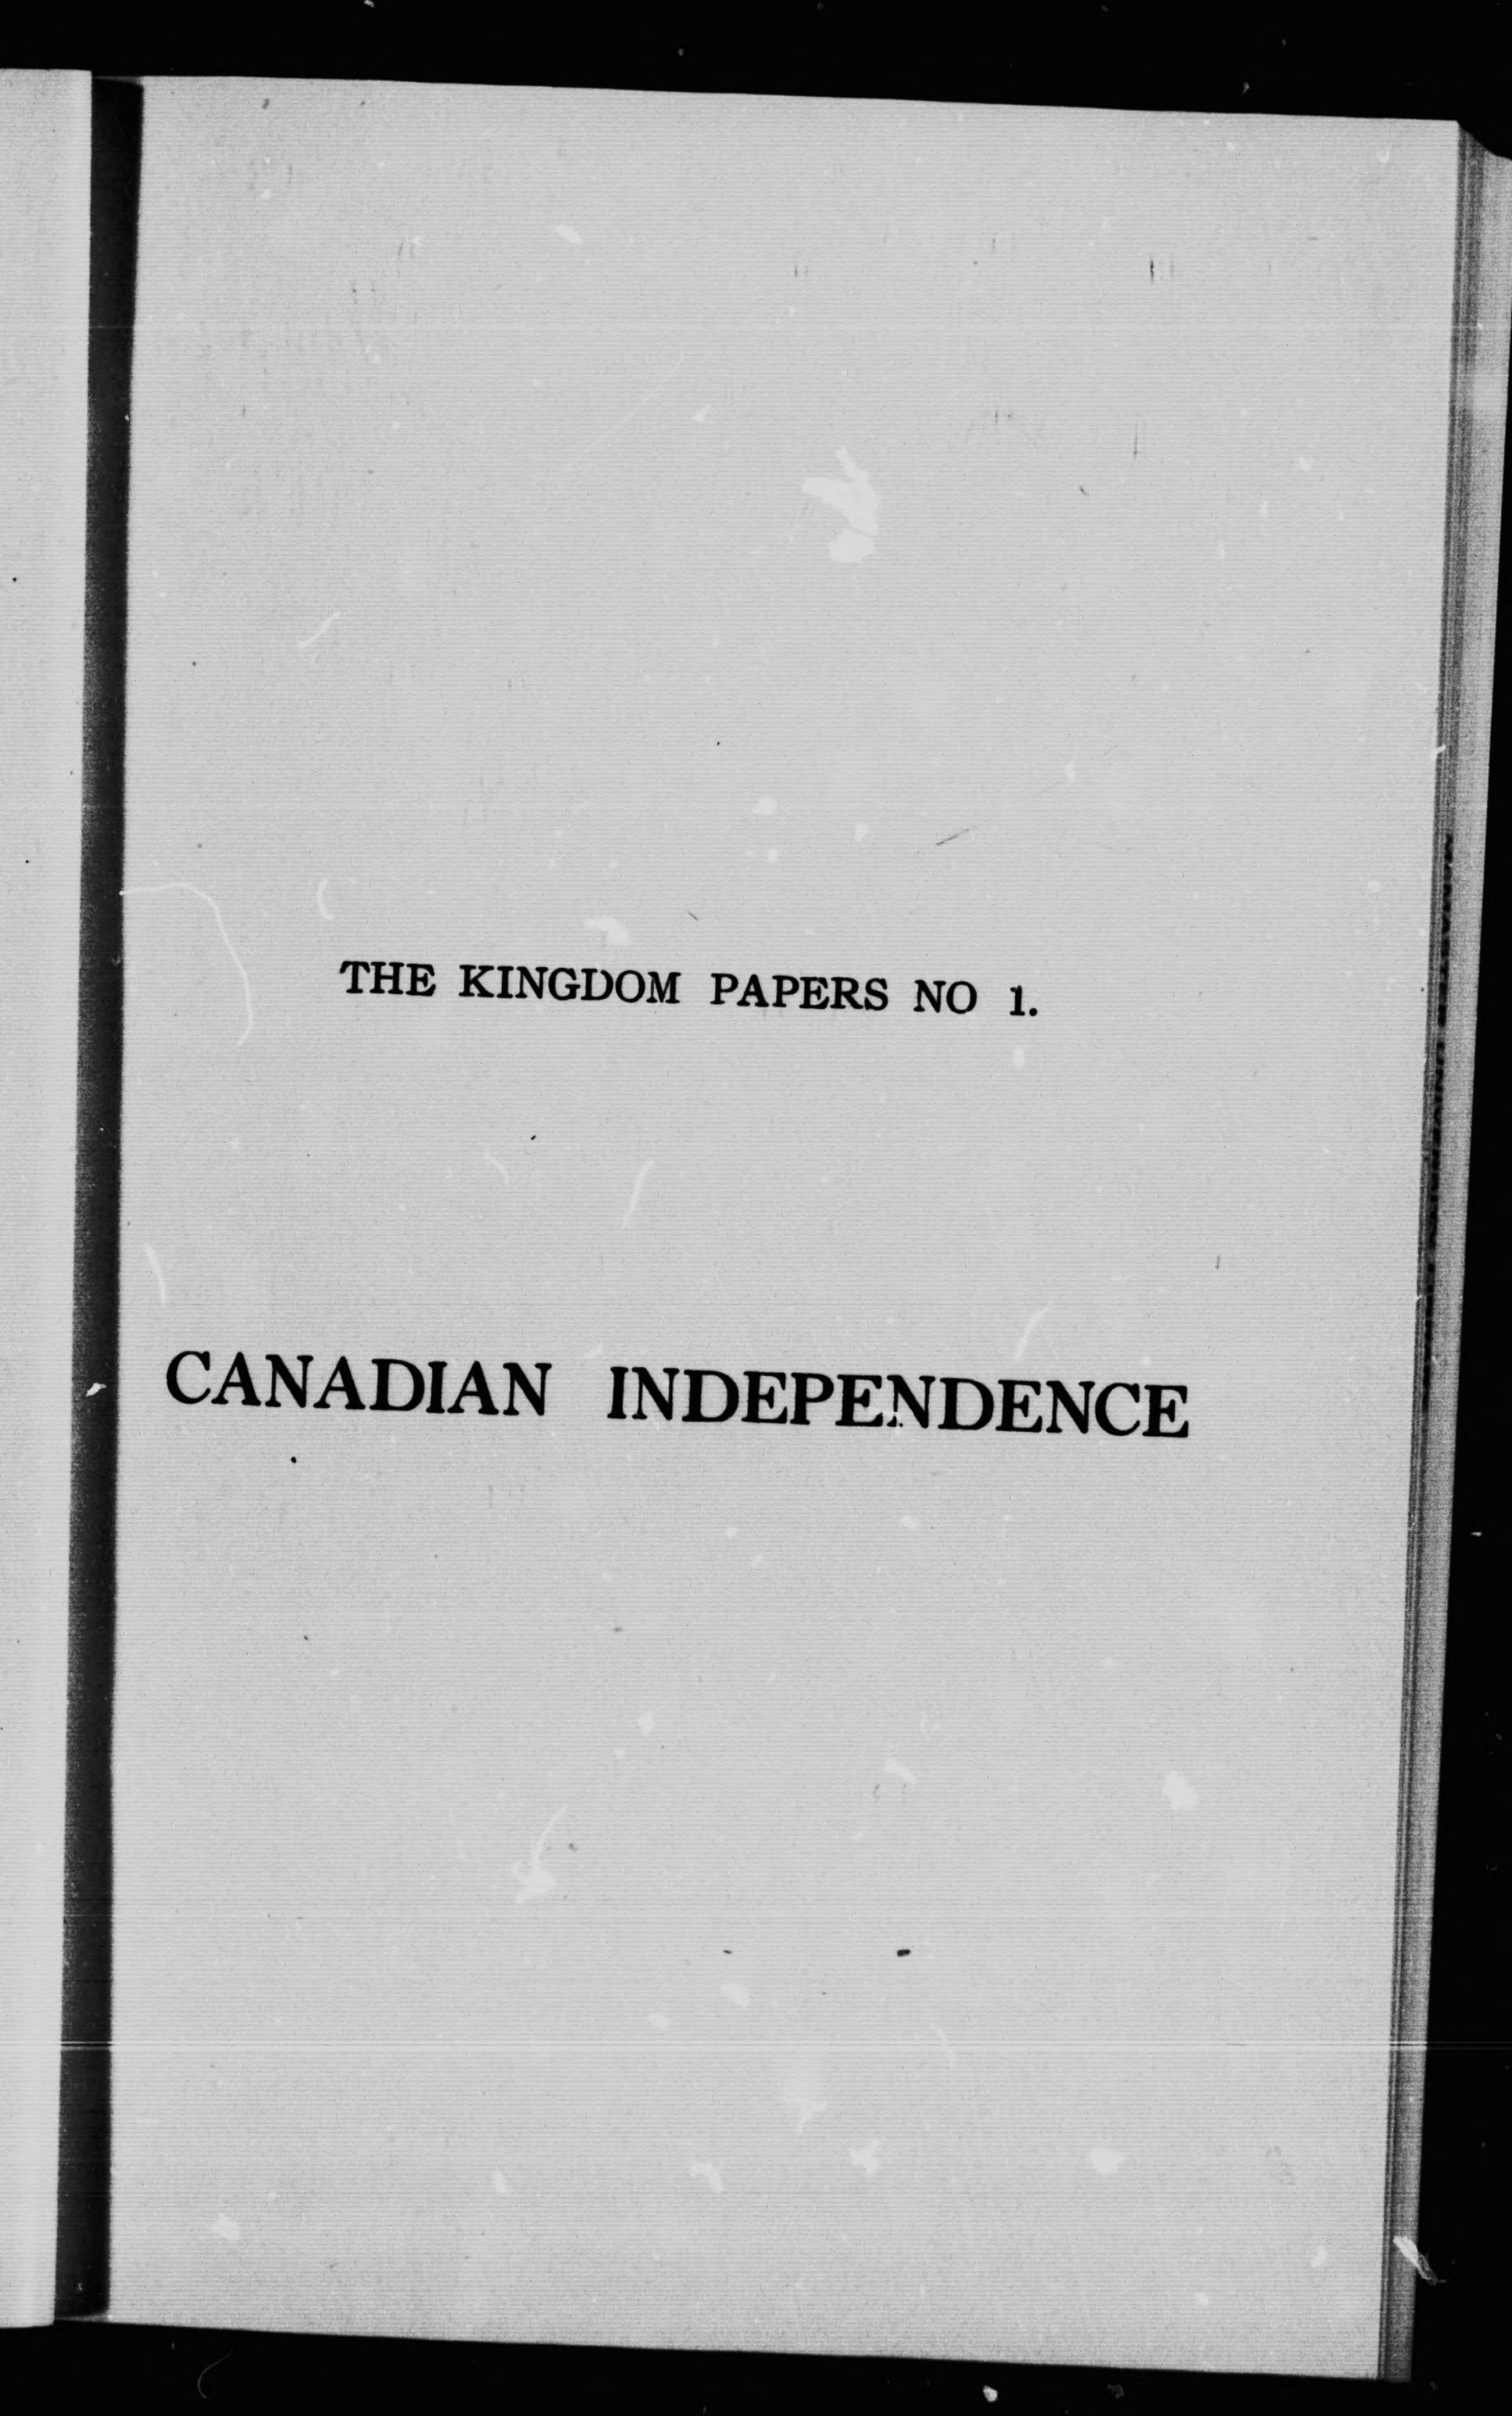 THE KINGDOM PAPERS NO 1.
CANADIAN INDEPENDENCE